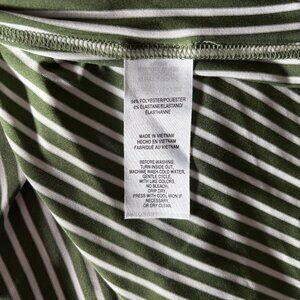 94% POLYESTER/POLIESTER
6% ELASTANE/ELASTANO/
ÉLASTHANNE
MADE IN VIETNAM
HECHO EN VIETNAM
FABRIQUÉ AU VIETNAM
BEFORE WASHING,
TURN INSIDE OUT,
MACHINE WASH COLD WATER,
GENTLE CYCLE,
WITH LIKE COLORS.
NO BLEACH.
DRIP DRY.
PRESS WITH COOL IRON IF
NECESSARY.
OR DRY CLEAN.